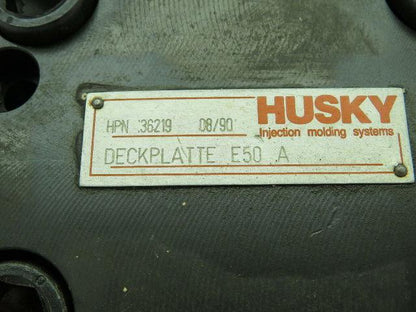 HUSKY
HPN :36219 08/90
Injection molding systems
DECKPLATTE E50 .A